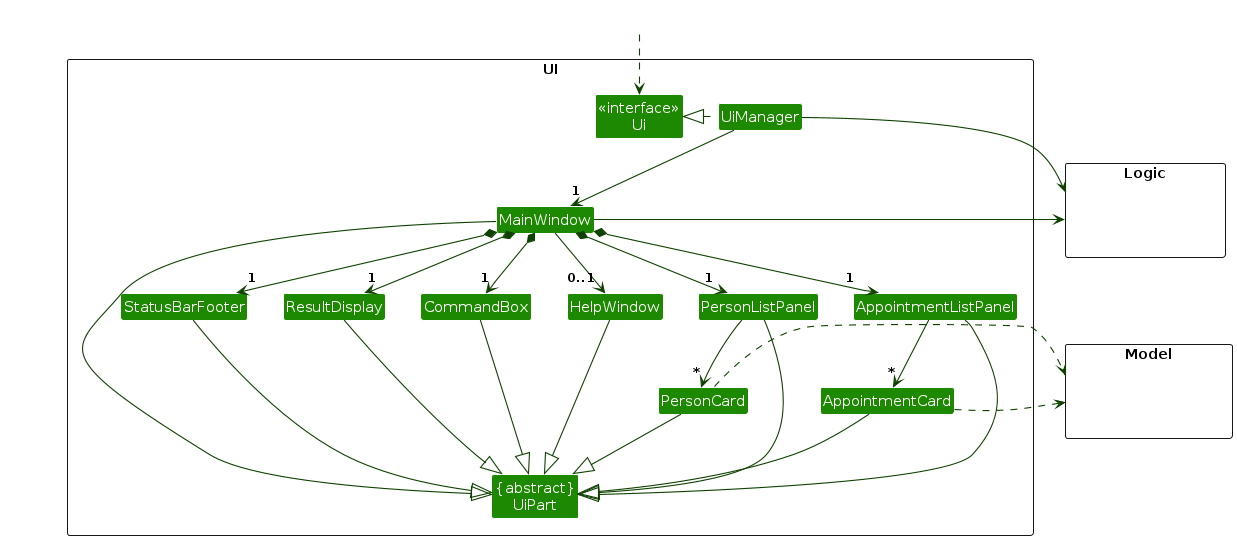 UI
«interface»
Ui
UiManager
Logic
1
MainWindow
1
1
1
0..1
1
1
StatusBarFooter
ResultDisplay
CommandBox
HelpWindow
PersonListPanel
AppointmentListPanel
Model
*
*
PersonCard
AppointmentCard
{abstract}
UiPart